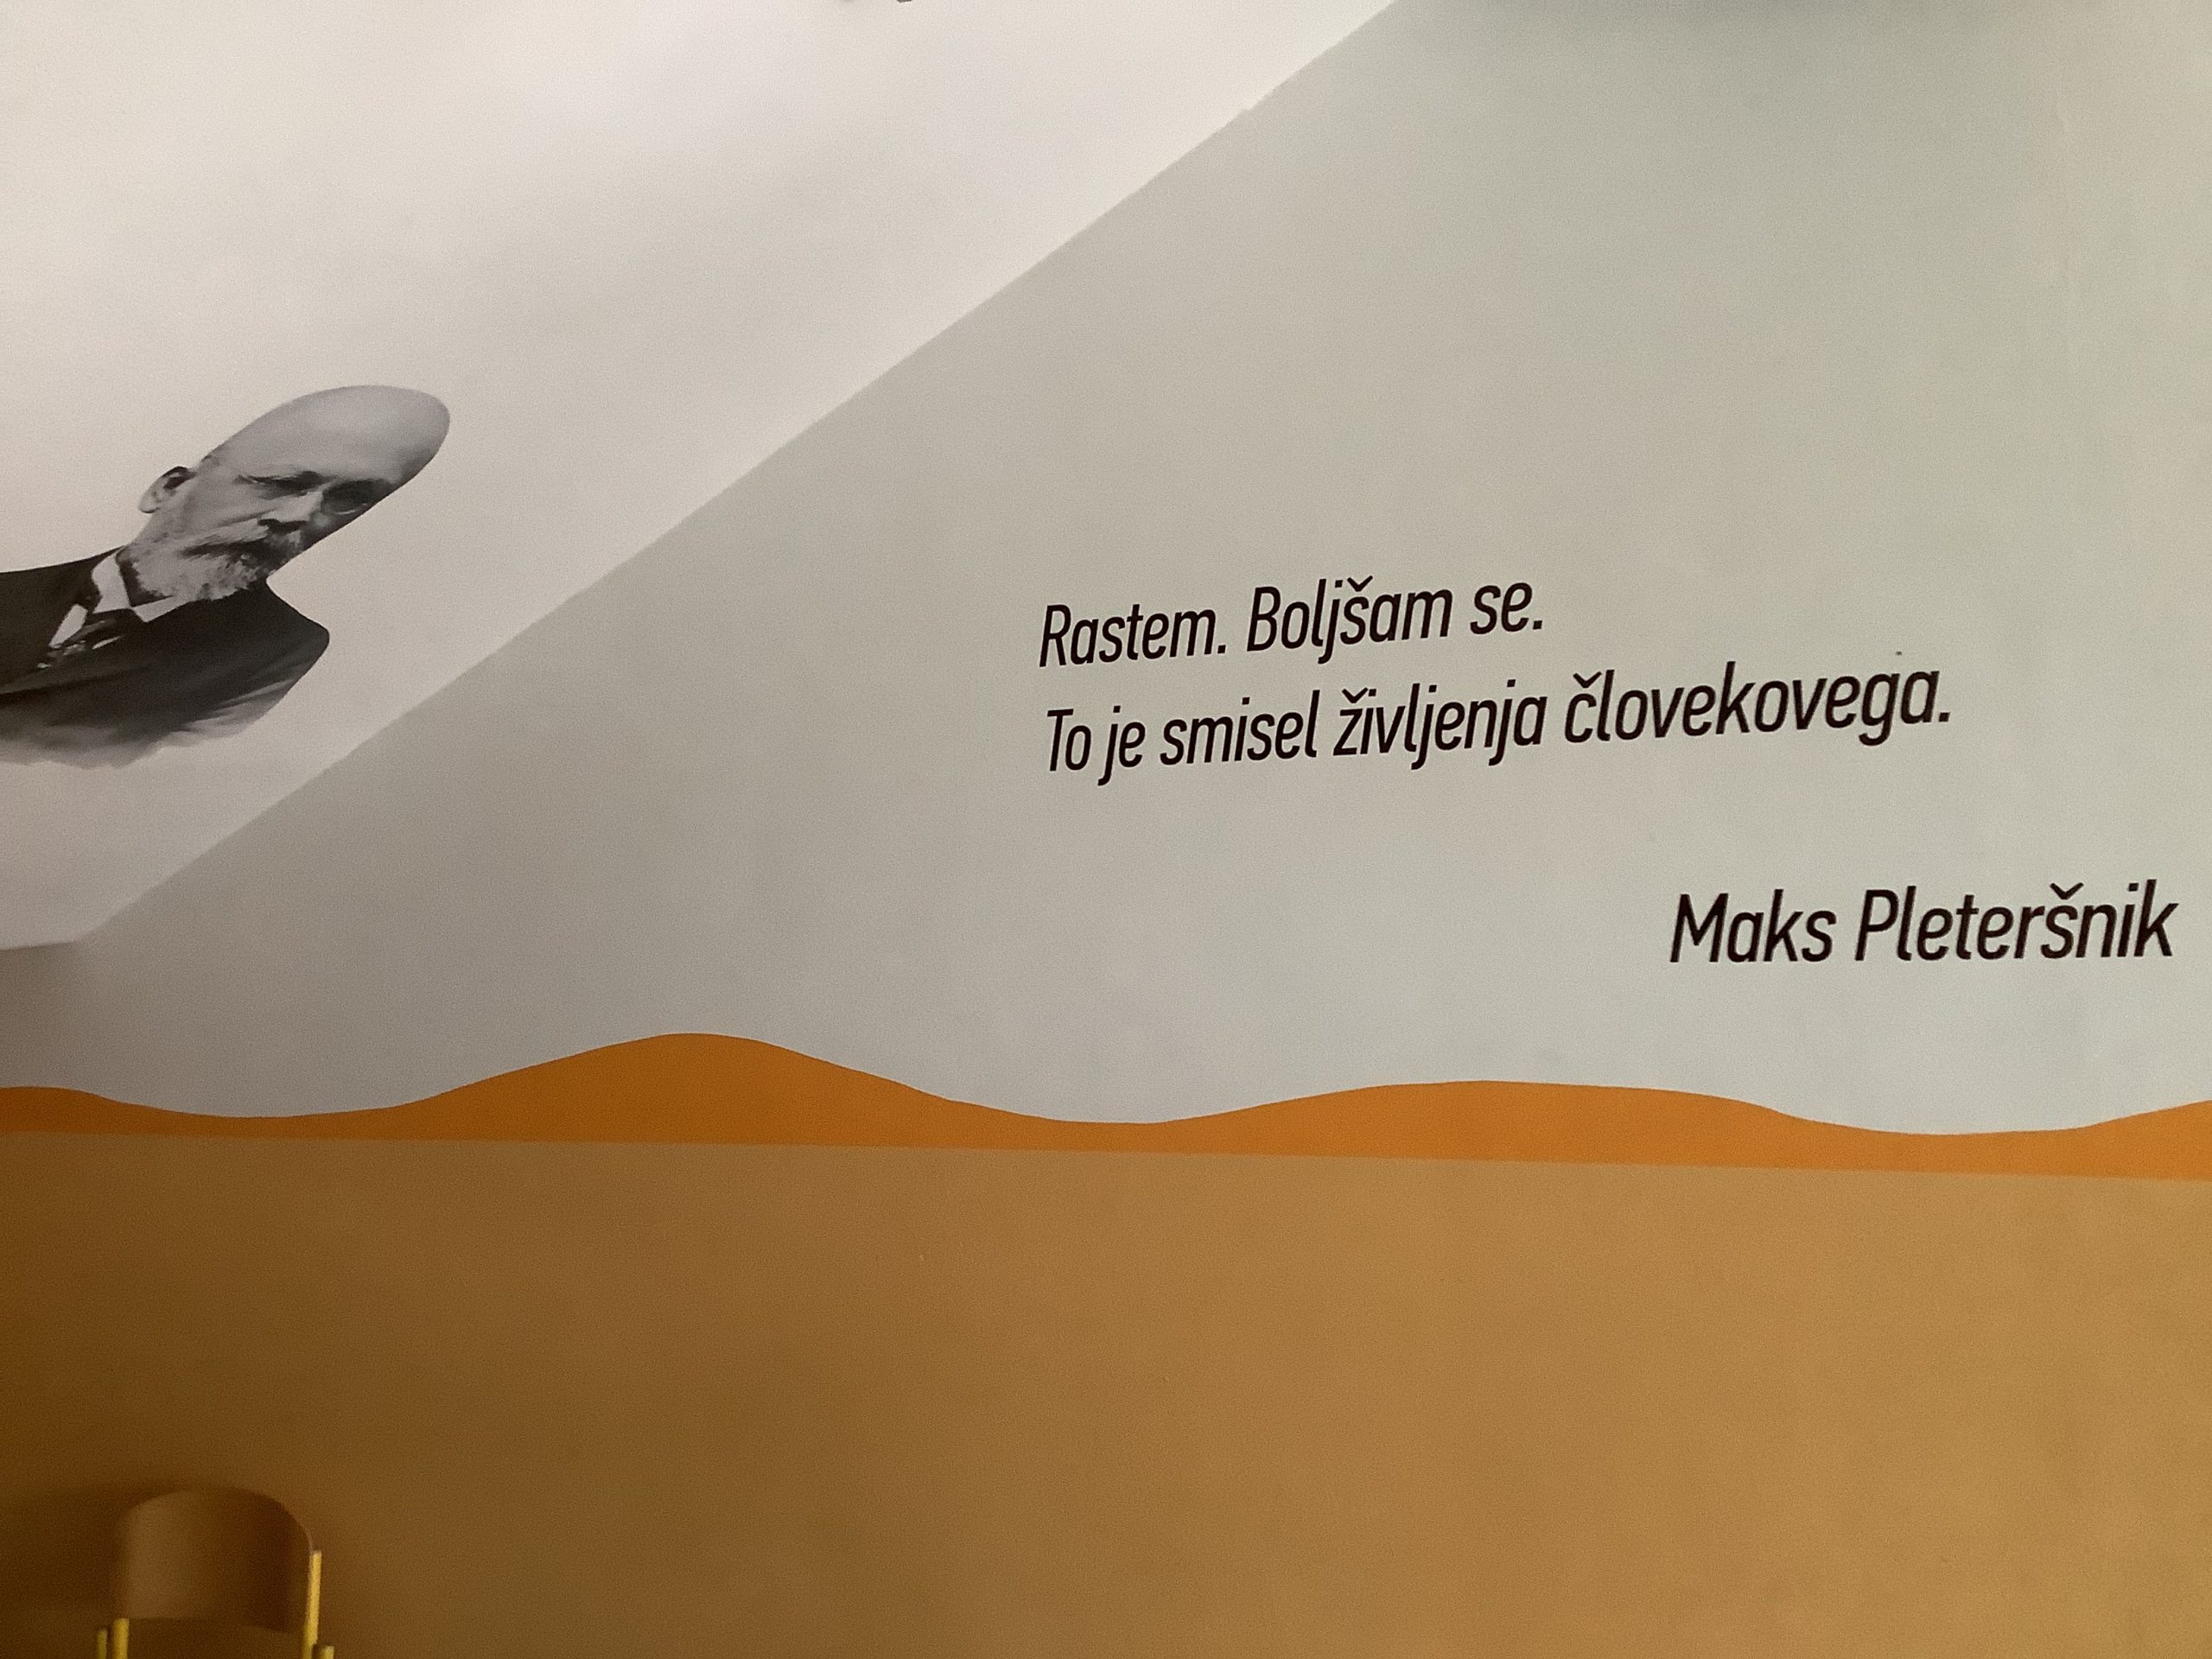 Rastem. Boljšam se.
To je smisel življenja človekovega.
Maks Pleteršnik